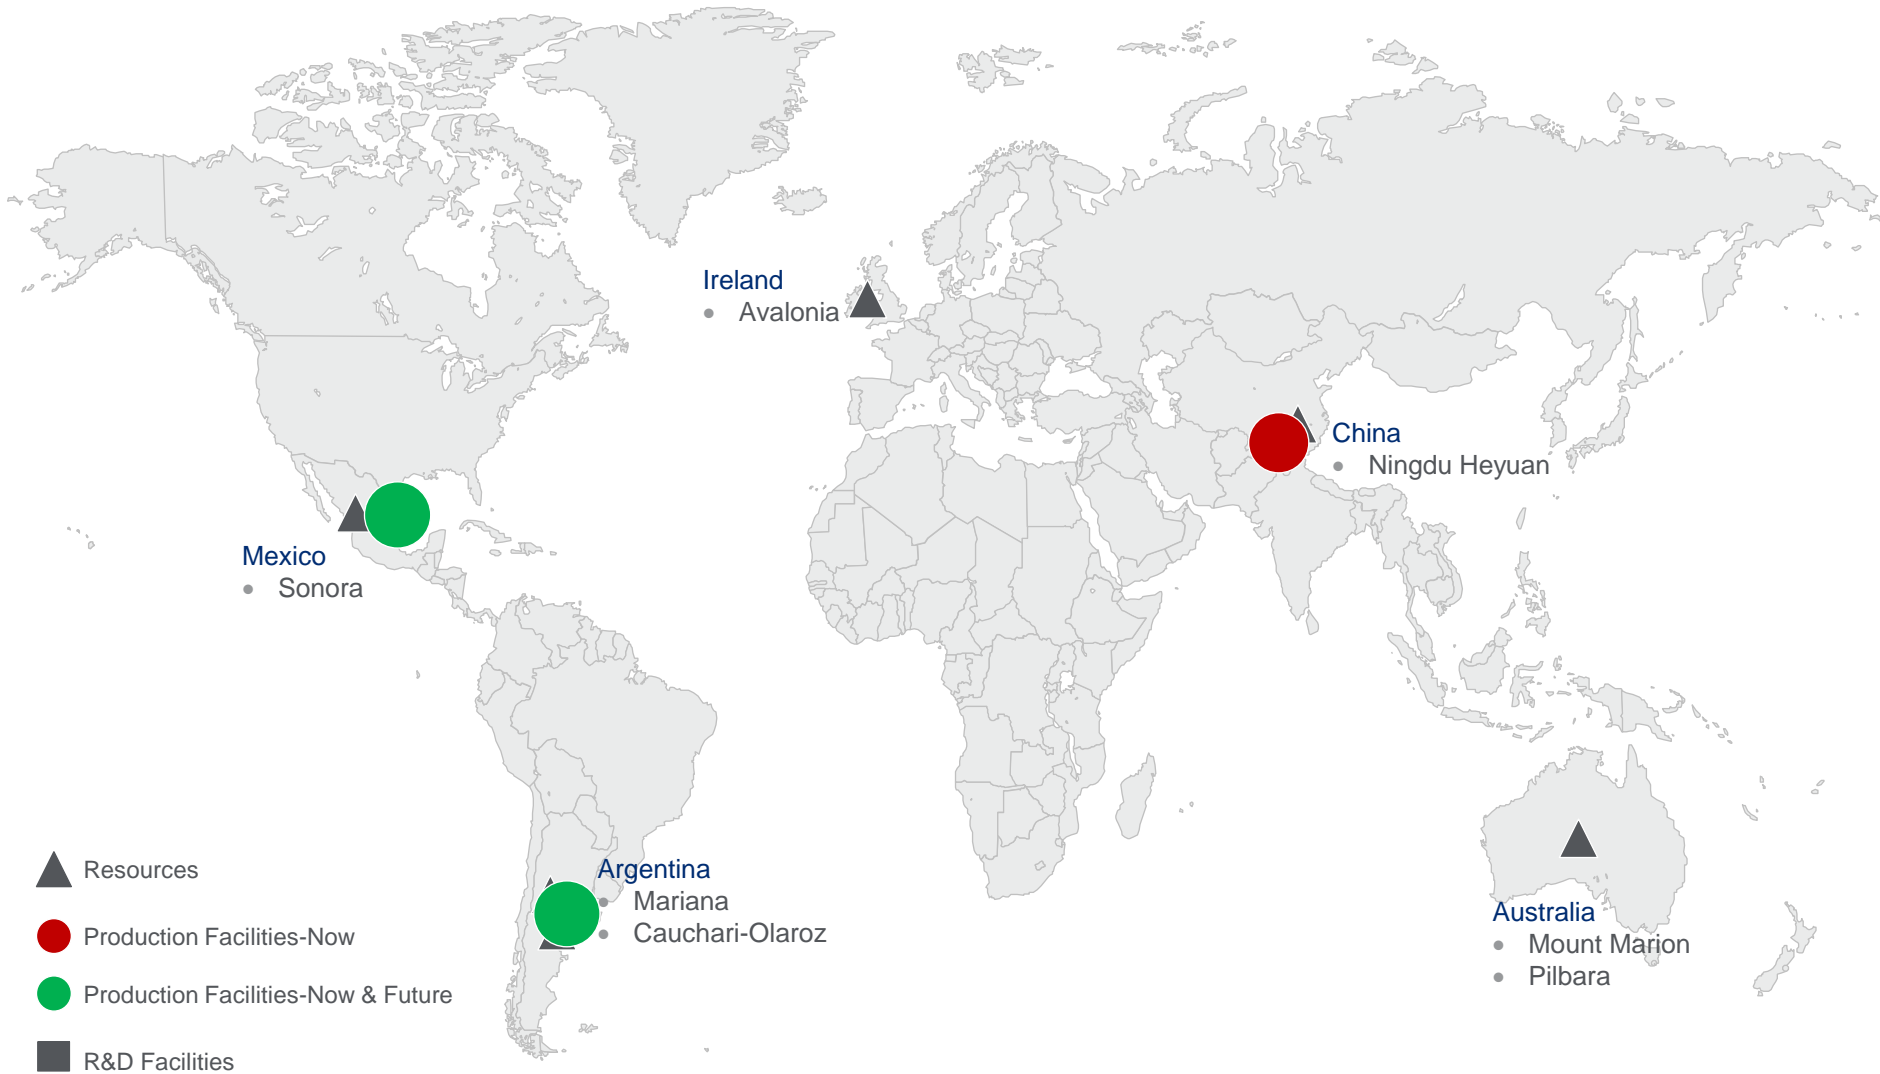 Ireland
• Avalonia
China
• Ningdu Heyuan
Mexico
• Sonora
Argentina
• Mariana
• Cauchari-Olaroz
Australia
• Mount Marion
• Pilbara
Resources
Production Facilities-Now
Production Facilities-Now & Future
R&D Facilities